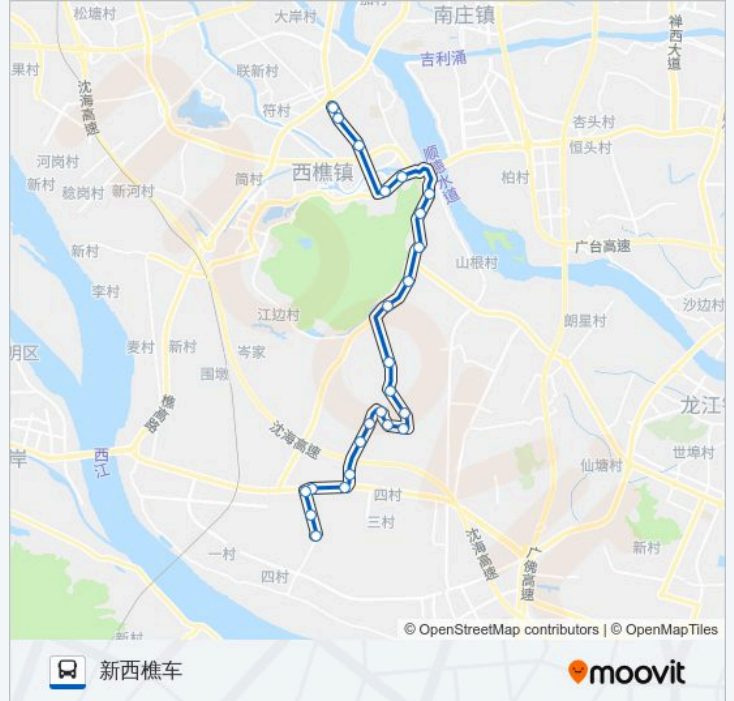 松塘村
大岸村
南庄镇
禅西大道
吉利涌
果村
联新村
沈海高速
符村
杏头村
恒头村
顺德水道
河岗村
西樵镇
新村
稔岗村
新河村
简村
柏村
新村
广台高速
山根村
李村
沙边村
江边村
朗星村
明区
麦村
新村
岑家
围墩
龙江
樵高路
沈海高速
世埠村
岸
西江
仙塘村
四村
三村
沈海高速
广佛高速
新村
一村
四村
新村
© OpenStreetMap contributors | © OpenMapTiles
新西樵车
moovit